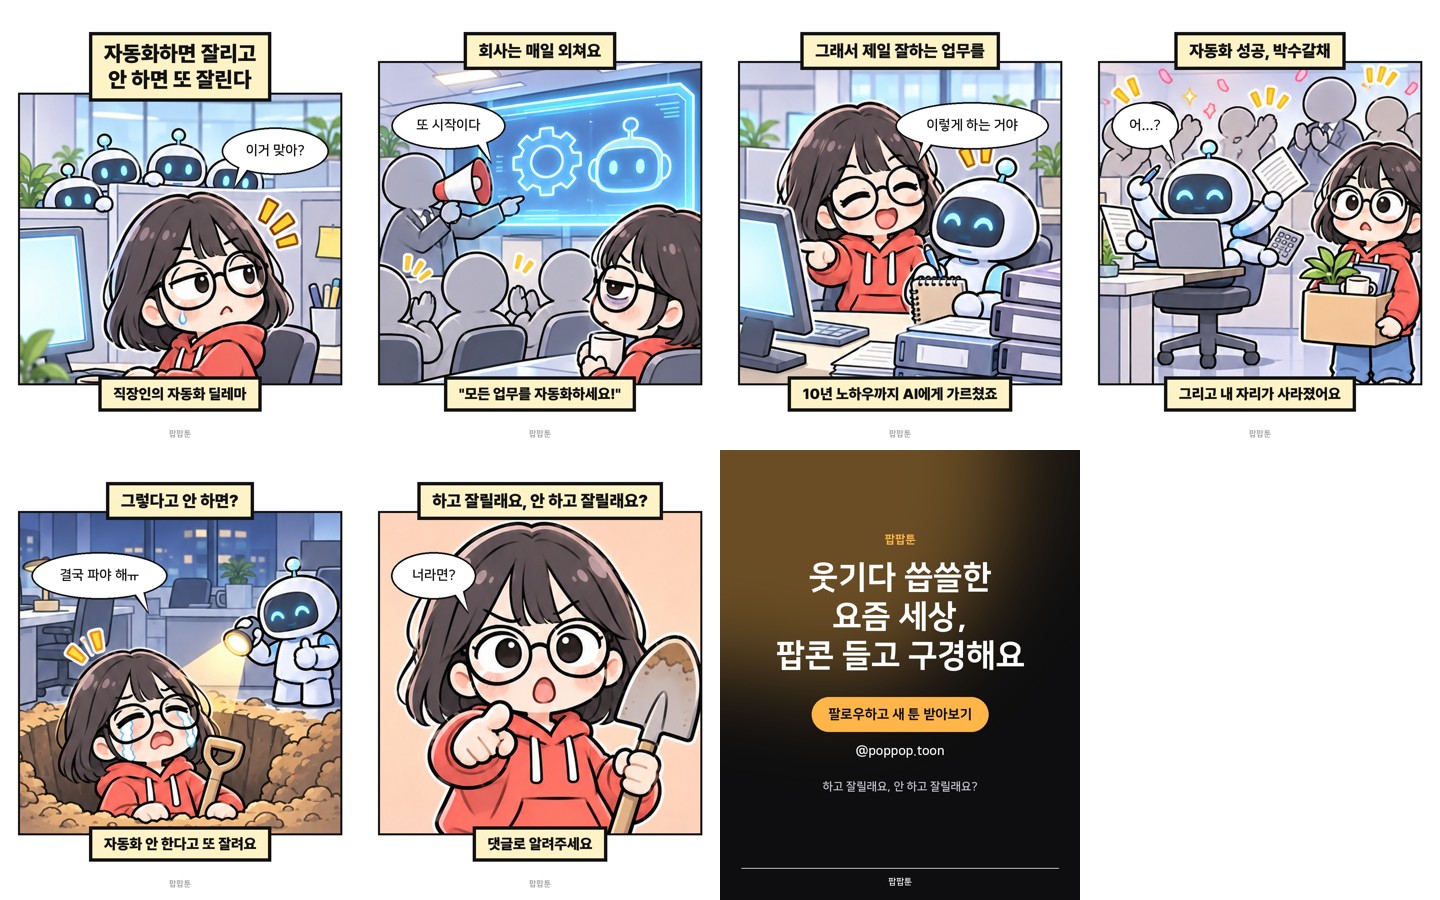 자동화하면 잘리고
안 하면 또 잘린다
이거 맞아?
직장인의 자동화 딜레마
팝팝툰
회사는 매일 외쳐요
또 시작이다
"모든 업무를 자동화하세요!"
팝팝툰
그래서 제일 잘하는 업무를
이렇게 하는 거야
10년 노하우까지 AI에게 가르쳤죠
팝팝툰
자동화 성공, 박수갈채
어...?
그리고 내 자리가 사라졌어요
팝팝툰
그렇다고 안 하면?
결국 파야 해ㅠ
자동화 안 한다고 또 잘려요
팝팝툰
하고 잘릴래요, 안 하고 잘릴래요?
너라면?
댓글로 알려주세요
팝팝툰
팝팝툰
웃기다 씁쓸한
요즘 세상,
팝콘 들고 구경해요
팔로우하고 새 툰 받아보기
@poppop.toon
하고 잘릴래요, 안 하고 잘릴래요?
팝팝툰